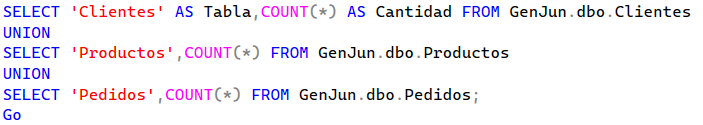 SELECT 'Clientes' AS Tabla,COUNT(*) AS Cantidad FROM GenJun.dbo.Clientes
UNION
SELECT 'Productos',COUNT(*) FROM GenJun.dbo.Productos
UNION
SELECT 'Pedidos',COUNT(*) FROM GenJun.dbo.Pedidos;
Go